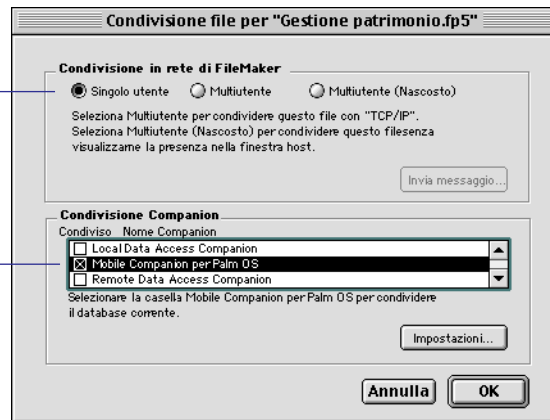 Condivisione file per "Gestione patrimonio.fp5"
Condivisione in rete di FileMaker
Singolo utente Multiutente Multiutente (Nascosto)
Seleziona Multiutente per condividere questo file con "TCP/IP".
Seleziona Multiutente (Nascosto) per condividere questo filesenza
visualizzarne la presenza nella finestra host.
Invia messaggio...
Condivisione Companion
Condiviso Nome Companion
Local Data Access Companion
Mobile Companion per Palm OS
Remote Data Access Companion
Selezionare la casella Mobile Companion per Palm OS per condividere
il database corrente.
Impostazioni...
Annulla OK